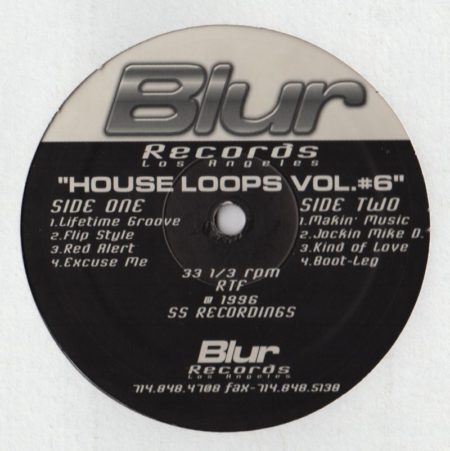 Blur
Records
Los Angeles
"HOUSE LOOPS VOL.#6"
SIDE ONE
1.Lifetime Groove
2.Flip Style
3.Red Alert
4.Excuse Me
SIDE TWO
1.Makin' Music
2.Jockin Mike D.
3.Kind of Love
4.Boot-Leg
33 1/3 rpm
RTF
℗ 1996
SS RECORDINGS
Blur
Records
Los Angeles
714.848.4708 fax-714.848.5138